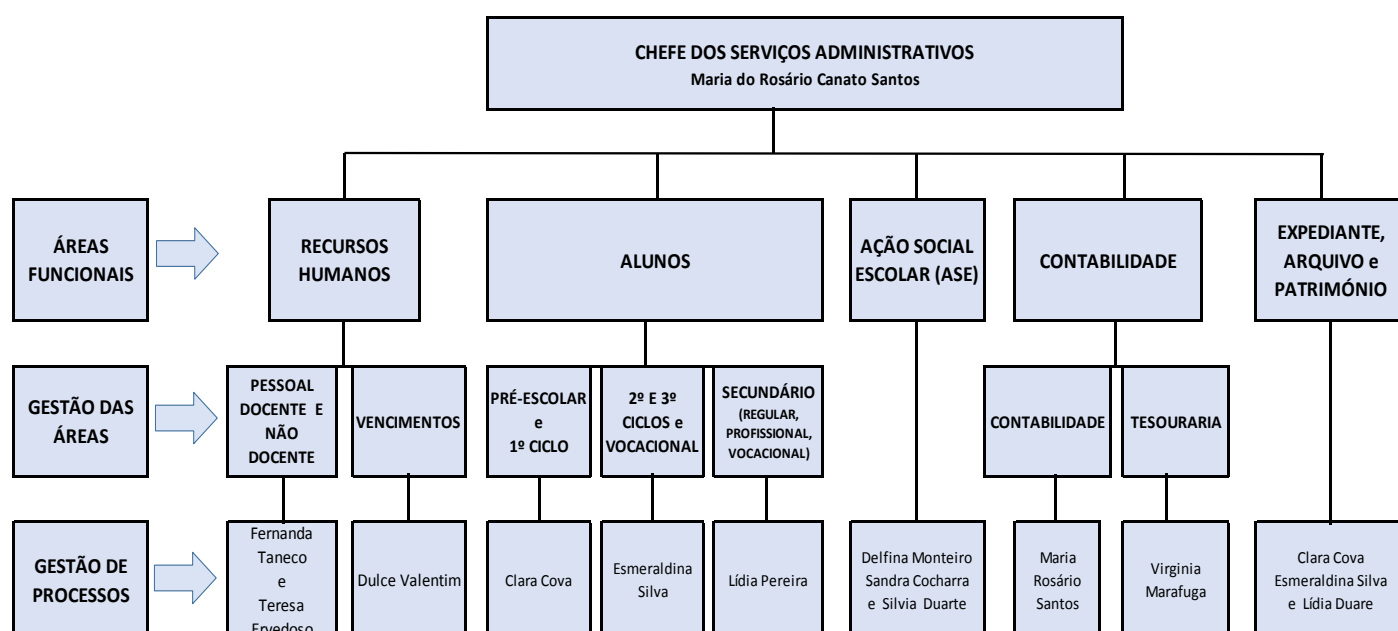 CHEFE DOS SERVIÇOS ADMINISTRATIVOS
Maria do Rosário Canato Santos
ÁREAS
FUNCIONAIS
RECURSOS
HUMANOS
ALUNOS
AÇÃO SOCIAL
ESCOLAR (ASE)
CONTABILIDADE
EXPEDIANTE,
ARQUIVO e
PATRIMÓNIO
GESTÃO DAS
ÁREAS
PESSOAL
DOCENTE E
NÃO
DOCENTE
VENCIMENTOS
PRÉ-ESCOLAR
e
1º CICLO
2º E 3º
CICLOS e
VOCACIONAL
SECUNDÁRIO
(REGULAR,
PROFISSIONAL,
VOCACIONAL)
CONTABILIDADE
TESOURARIA
GESTÃO DE
PROCESSOS
Fernanda
Taneco
e
Teresa
Ervedoso
Dulce Valentim
Clara Cova
Esmeraldina
Silva
Lídia Pereira
Delfina Monteiro
Sandra Cocharra
e Silvia Duarte
Maria
Rosário
Santos
Virginia
Marafuga
Clara Cova
Esmeraldina Silva
e Lídia Duare